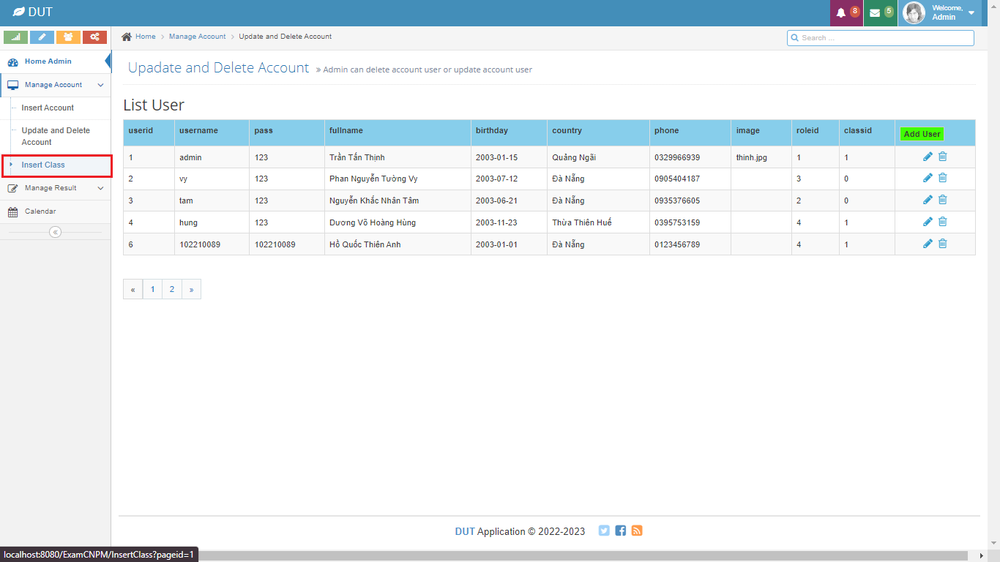 DUT
8
5
Welcome,
Admin
Home
Manage Account
Update and Delete Account
Search ...
Home Admin
Manage Account
Insert Account
Update and Delete
Account
Insert Class
Manage Result
Calendar
«
Upadate and Delete Account » Admin can delete account user or update account user
List User
userid username pass fullname birthday country phone image roleid classid Add User
1 admin 123 Trần Tấn Thịnh 2003-01-15 Quảng Ngãi 0329966939 thinh.jpg 1 1
2 vy 123 Phan Nguyễn Tường Vy 2003-07-12 Đà Nẵng 0905404187 3 0
3 tam 123 Nguyễn Khắc Nhân Tâm 2003-06-21 Đà Nẵng 0935376605 2 0
4 hung 123 Dương Võ Hoàng Hùng 2003-11-23 Thừa Thiên Huế 0395753159 4 1
6 102210089 102210089 Hồ Quốc Thiên Anh 2003-01-01 Đà Nẵng 0123456789 4 1
« 1 2 »
DUT Application © 2022-2023
localhost:8080/ExamCNPM/InsertClass?pageid=1